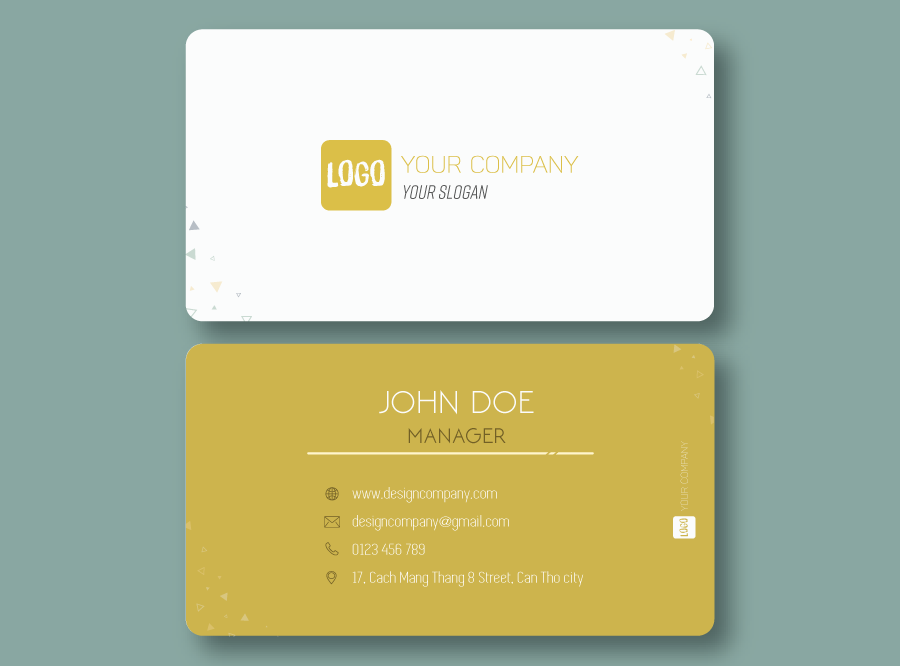 LOGO
YOUR COMPANY
YOUR SLOGAN
JOHN DOE
MANAGER
www.designcompany.com
designcompany@gmail.com
0123 456 789
17, Cach Mang Thang 8 Street, Can Tho city
YOUR COMPANY
LOGO